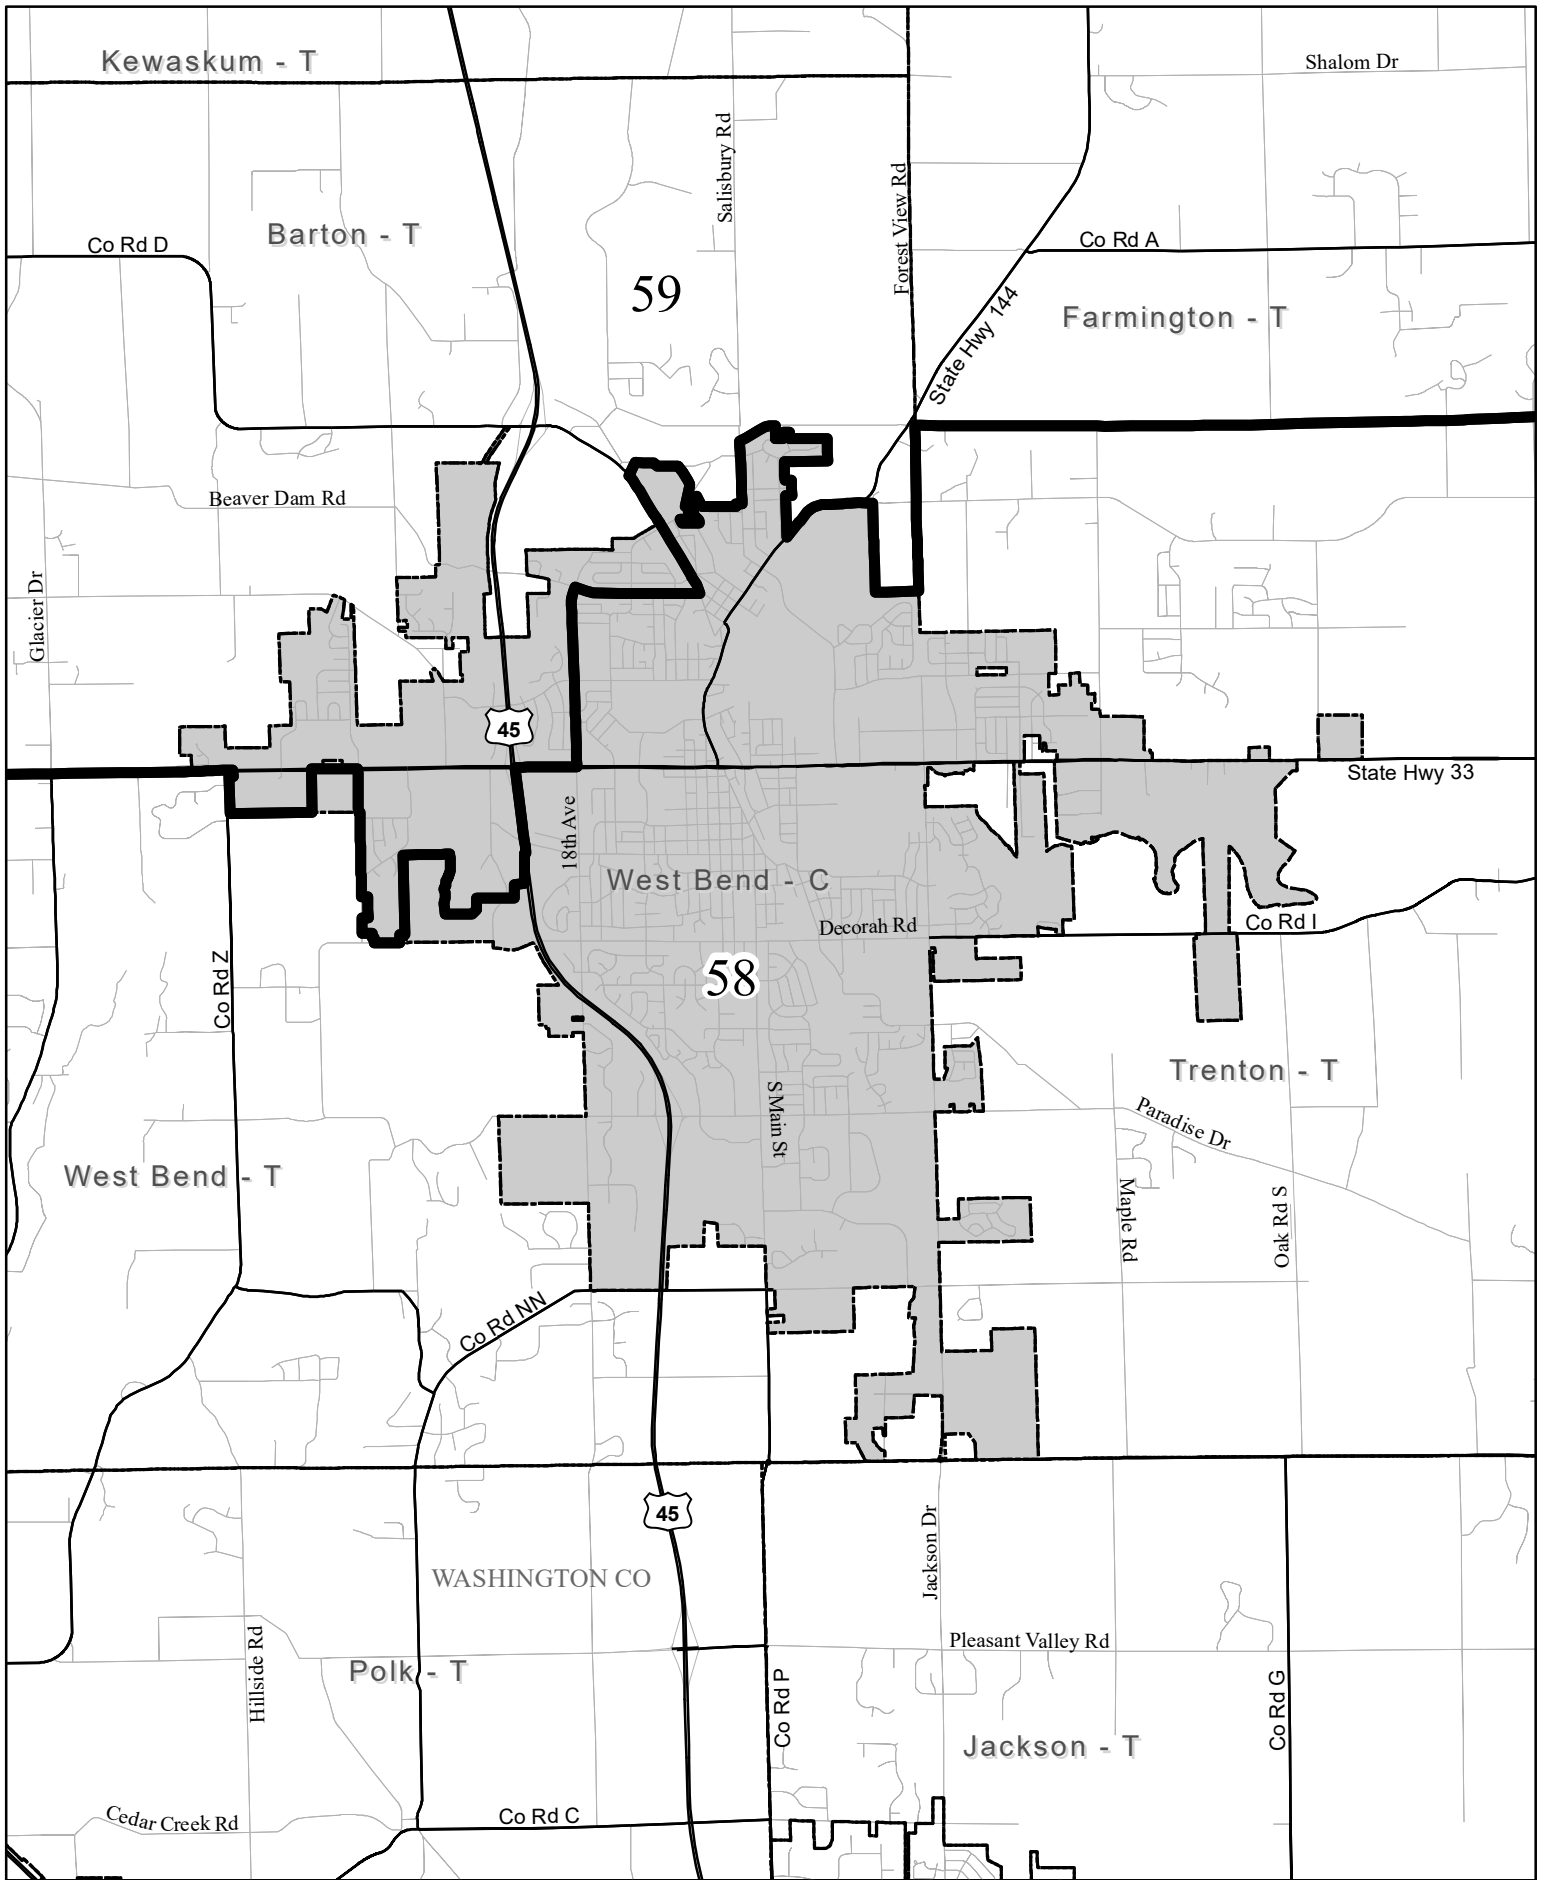 Kewaskum - T
Shalom Dr
Salisbury Rd
Forest View Rd
Barton - T
Co Rd D
Co Rd A
59
Farmington - T
State Hwy 144
Beaver Dam Rd
Glacier Dr
45
State Hwy 33
18th Ave
West Bend - C
Decorah Rd
Co Rd I
Co Rd Z
58
Trenton - T
S Main St
Paradise Dr
West Bend - T
Maple Rd
Oak Rd S
Co Rd NN
45
Jackson Dr
WASHINGTON CO
Hillside Rd
Pleasant Valley Rd
Polk - T
Co Rd P
Co Rd G
Jackson - T
Cedar Creek Rd
Co Rd C